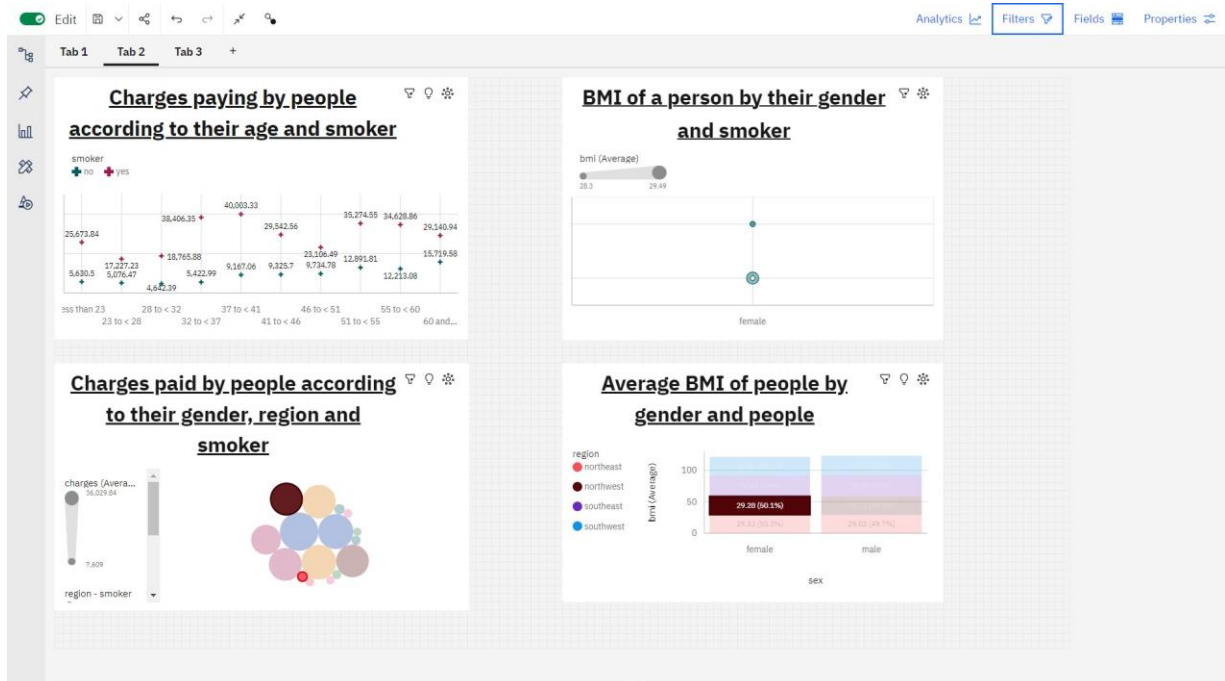 Edit
Analytics
Filters
Fields
Properties
Tab 1 Tab 2 Tab 3 +
Charges paying by people
according to their age and smoker
smoker
no yes
40,003.33
38,406.35
35,274.55 34,628.86
29,542.56
29,140.94
25,673.84
23,106.49
18,765.88
17,227.23
15,719.58
12,891.81
12,213.08
9,167.06 9,325.7 9,734.78
5,630.5 5,076.47 5,422.99
4,642.39
ess than 23 28 to < 32 37 to < 41 46 to < 51 55 to < 60
23 to < 28 32 to < 37 41 to < 46 51 to < 55 60 and...
BMI of a person by their gender
and smoker
bmi (Average)
28.3 29.49
female
Charges paid by people according
to their gender, region and
smoker
charges (Avera...
36,029.84
7,609
region - smoker
Average BMI of people by
gender and people
region
northeast
northwest
southeast
southwest
bmi (Average)
100
50
0
29.28 (50.1%)
female male
sex